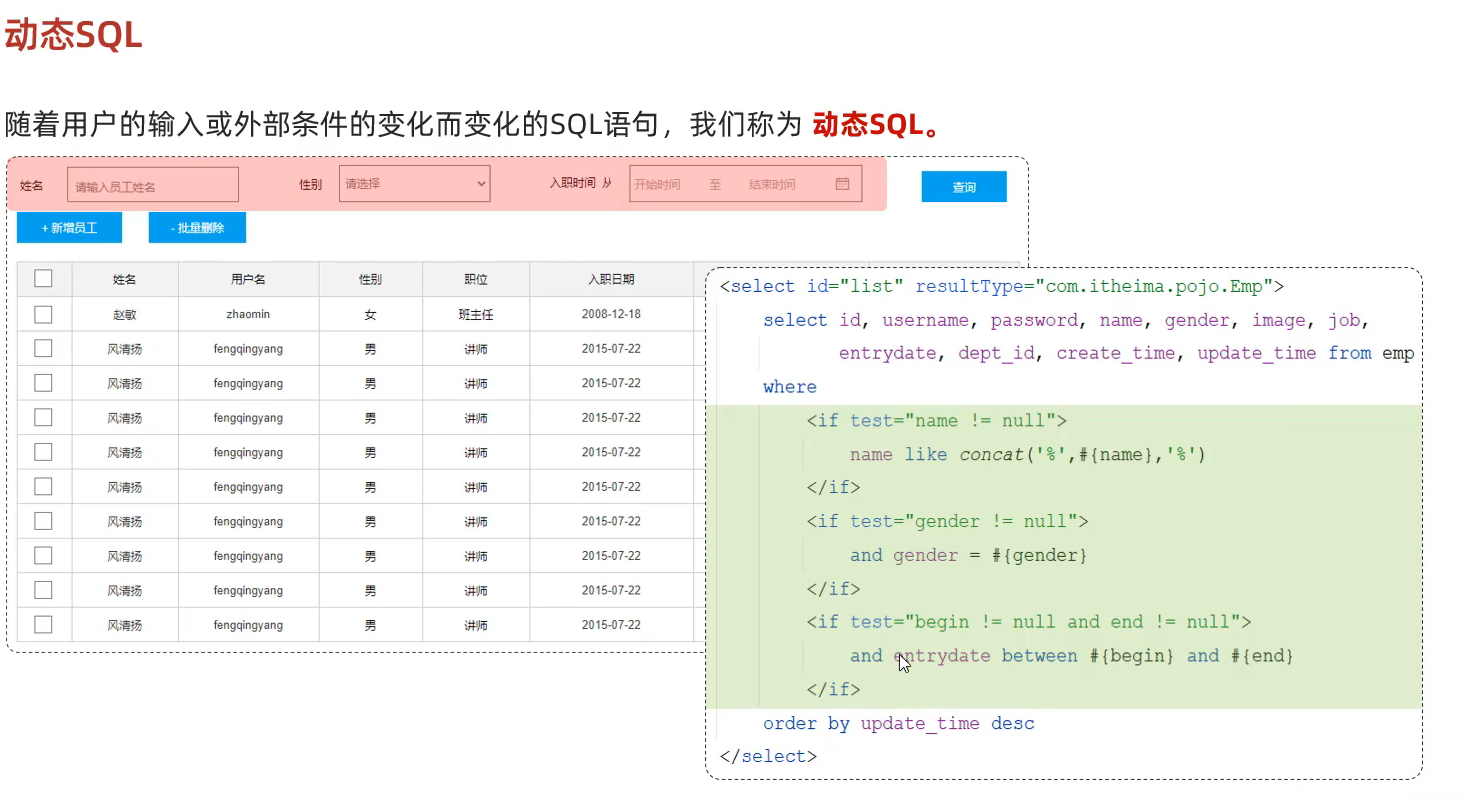 动态SQL
随着用户的输入或外部条件的变化而变化的SQL语句，我们称为 动态SQL。
姓名 请输入员工姓名 性别 请选择 入职时间 从 开始时间 至 结束时间 查询
+ 新增员工 - 批量删除
姓名 用户名 性别 职位 入职日期
赵敏 zhaomin 女 班主任 2008-12-18
风清扬 fengqingyang 男 讲师 2015-07-22
风清扬 fengqingyang 男 讲师 2015-07-22
风清扬 fengqingyang 男 讲师 2015-07-22
风清扬 fengqingyang 男 讲师 2015-07-22
风清扬 fengqingyang 男 讲师 2015-07-22
风清扬 fengqingyang 男 讲师 2015-07-22
风清扬 fengqingyang 男 讲师 2015-07-22
风清扬 fengqingyang 男 讲师 2015-07-22
风清扬 fengqingyang 男 讲师 2015-07-22
<select id="list" resultType="com.itheima.pojo.Emp">
select id, username, password, name, gender, image, job,
entrydate, dept_id, create_time, update_time from emp
where
<if test="name != null">
name like concat('%',#{name},'%')
</if>
<if test="gender != null">
and gender = #{gender}
</if>
<if test="begin != null and end != null">
and entrydate between #{begin} and #{end}
</if>
order by update_time desc
</select>